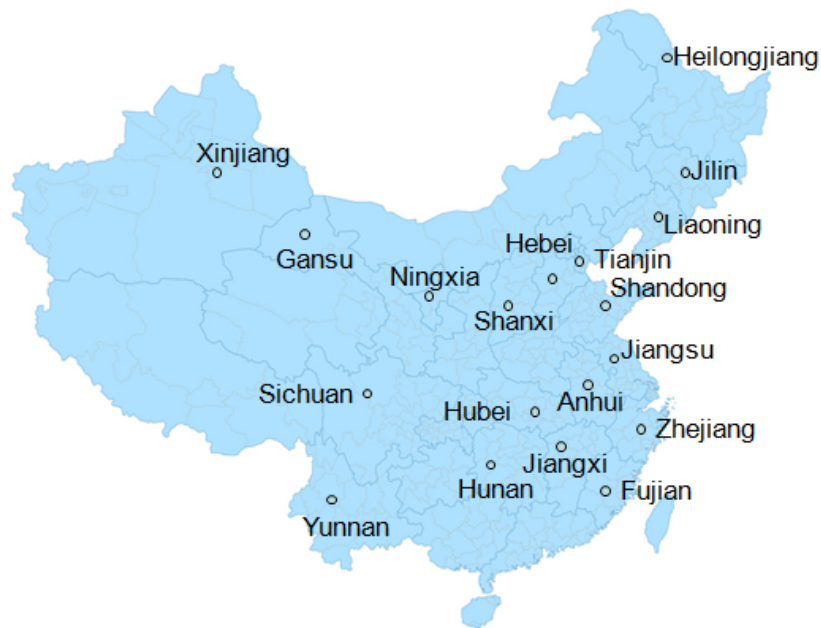 Heilongjiang
Xinjiang
Jilin
Liaoning
Hebei
Tianjin
Gansu
Ningxia
Shandong
Shanxi
Jiangsu
Sichuan
Anhui
Hubei
Zhejiang
Jiangxi
Hunan
Fujian
Yunnan